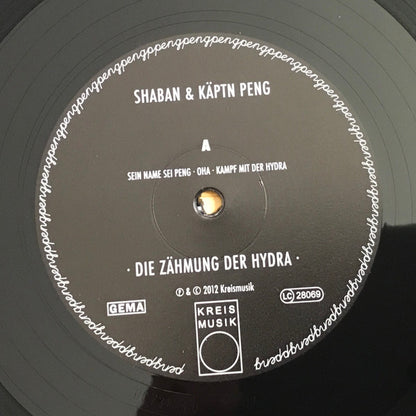 SHABAN & KÄPTN PENG
A
SEIN NAME SEI PENG · OHA · KAMPF MIT DER HYDRA
· DIE ZÄHMUNG DER HYDRA ·
Ⓟ & © 2012 Kreismusik
GEMA
KREIS
MUSIK
LC 28069